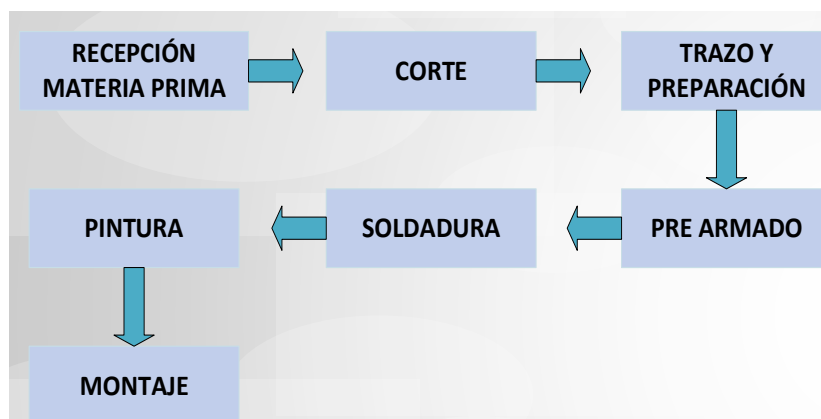 RECEPCIÓN
MATERIA PRIMA
CORTE
TRAZO Y
PREPARACIÓN
PRE ARMADO
SOLDADURA
PINTURA
MONTAJE